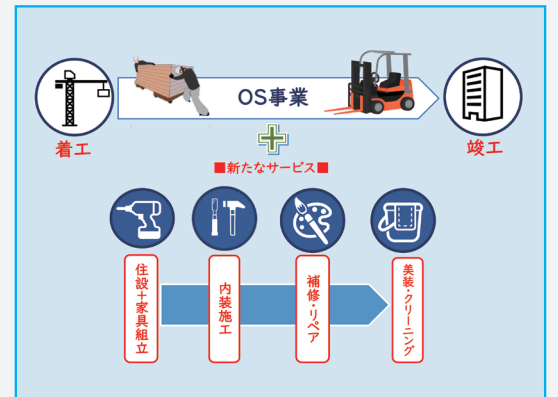 OS事業
着工
竣工
■新たなサービス■
住設+家具組立
内装施工
補修・リペア
美装・クリーニング